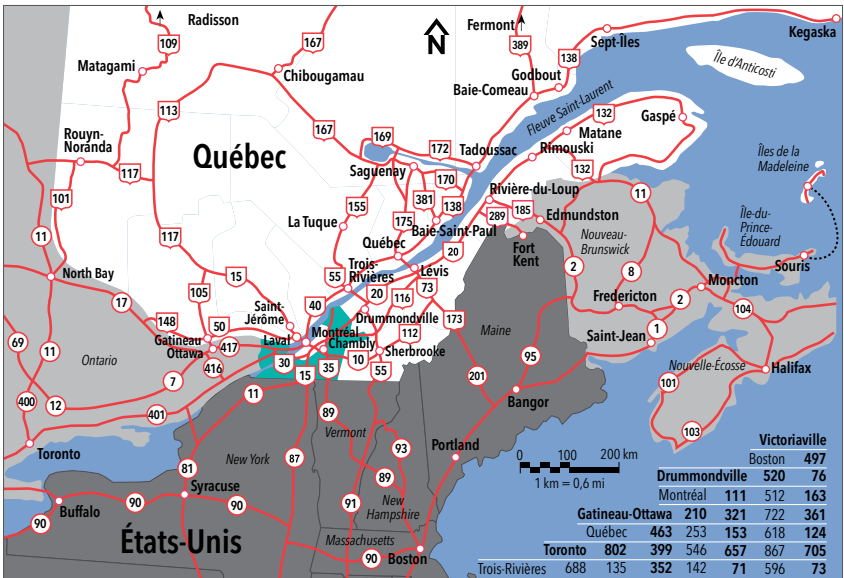 Radisson
109
167
Fermont
389
Sept-Îles
138
Kegaska
N
Matagami
Chibougamau
Godbout
Baie-Comeau
Île d'Anticosti
113
Fleuve Saint-Laurent
132
Gaspé
Matane
167
169
172
Tadoussac
Rimouski
Rouyn-
Noranda
117
Québec
Saguenay
170
132
Îles de la
Madeleine
101
155
381
138
Rivière-du-Loup
11
289
185
Edmundston
La Tuque
175
Baie-Saint-Paul
Île-du-
Prince-
Édouard
11
117
Québec
20
Fort
Kent
Nouveau-
Brunswick
Souris
North Bay
15
55
Trois-
Rivières
Lévis
2
8
Moncton
17
105
40
20
116
73
Fredericton
2
104
148
50
Saint-
Jérôme
Drummondville
173
Saint-Jean
1
69
11
Gatineau
Ottawa
417
Laval
Montréal
Chambly
112
Maine
Nouvelle-Écosse
Ontario
416
30
15
35
10
Sherbrooke
55
95
Halifax
7
201
101
400
12
401
11
89
Bangor
103
Toronto
Vermont
93
Portland
0 100 200 km
1 km = 0,6 mi
81
New York
87
89
Syracuse
90
90
90
Buffalo
91
New
Hampshire
États-Unis
Massachusetts
90
Boston
Victoriaville
Boston 497
Drummondville 520 76
Montréal 111 512 163
Gatineau-Ottawa 210 321 722 361
Québec 463 253 153 618 124
Toronto 802 399 546 657 867 705
Trois-Rivières 688 135 352 142 71 596 73